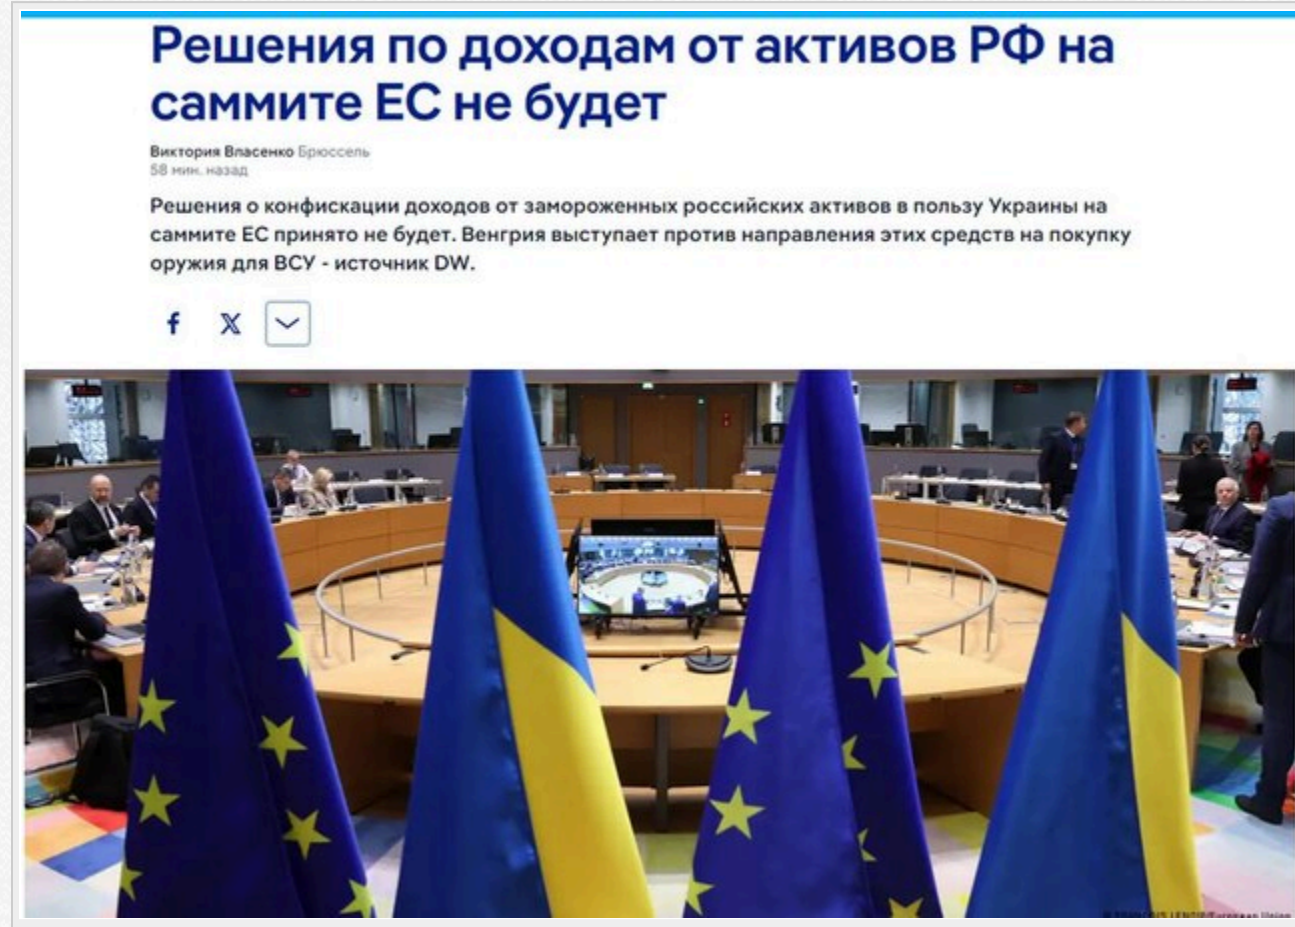 Решения по доходам от активов РФ на
саммите ЕС не будет
Виктория Власенко Брюссель
58 мин. назад
Решения о конфискации доходов от замороженных российских активов в пользу Украины на
саммите ЕС принято не будет. Венгрия выступает против направления этих средств на покупку
оружия для ВСУ - источник DW.